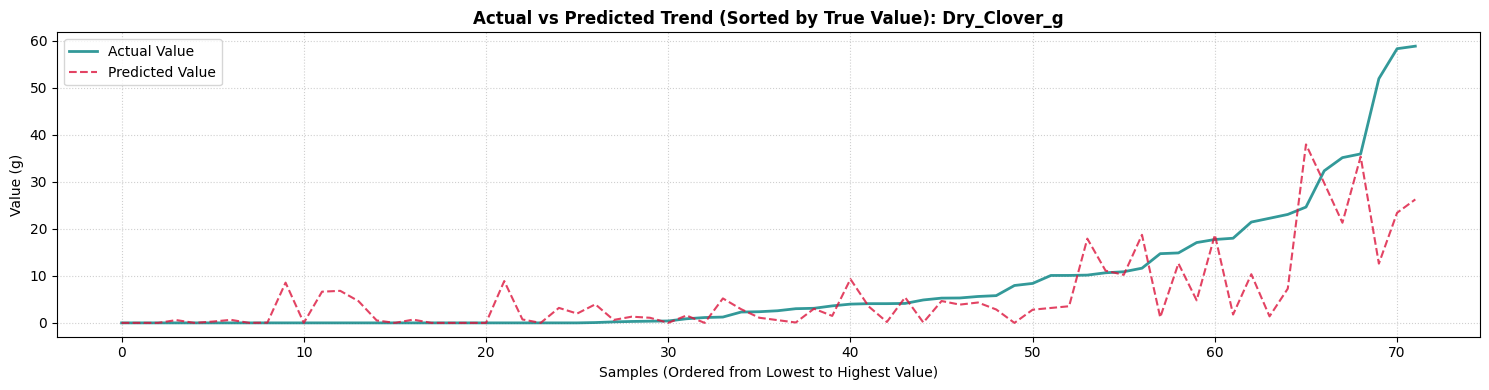 Actual vs Predicted Trend (Sorted by True Value): Dry_Clover_g
Actual Value
Predicted Value
Value (g)
60
50
40
30
20
10
0
0 10 20 30 40 50 60 70
Samples (Ordered from Lowest to Highest Value)